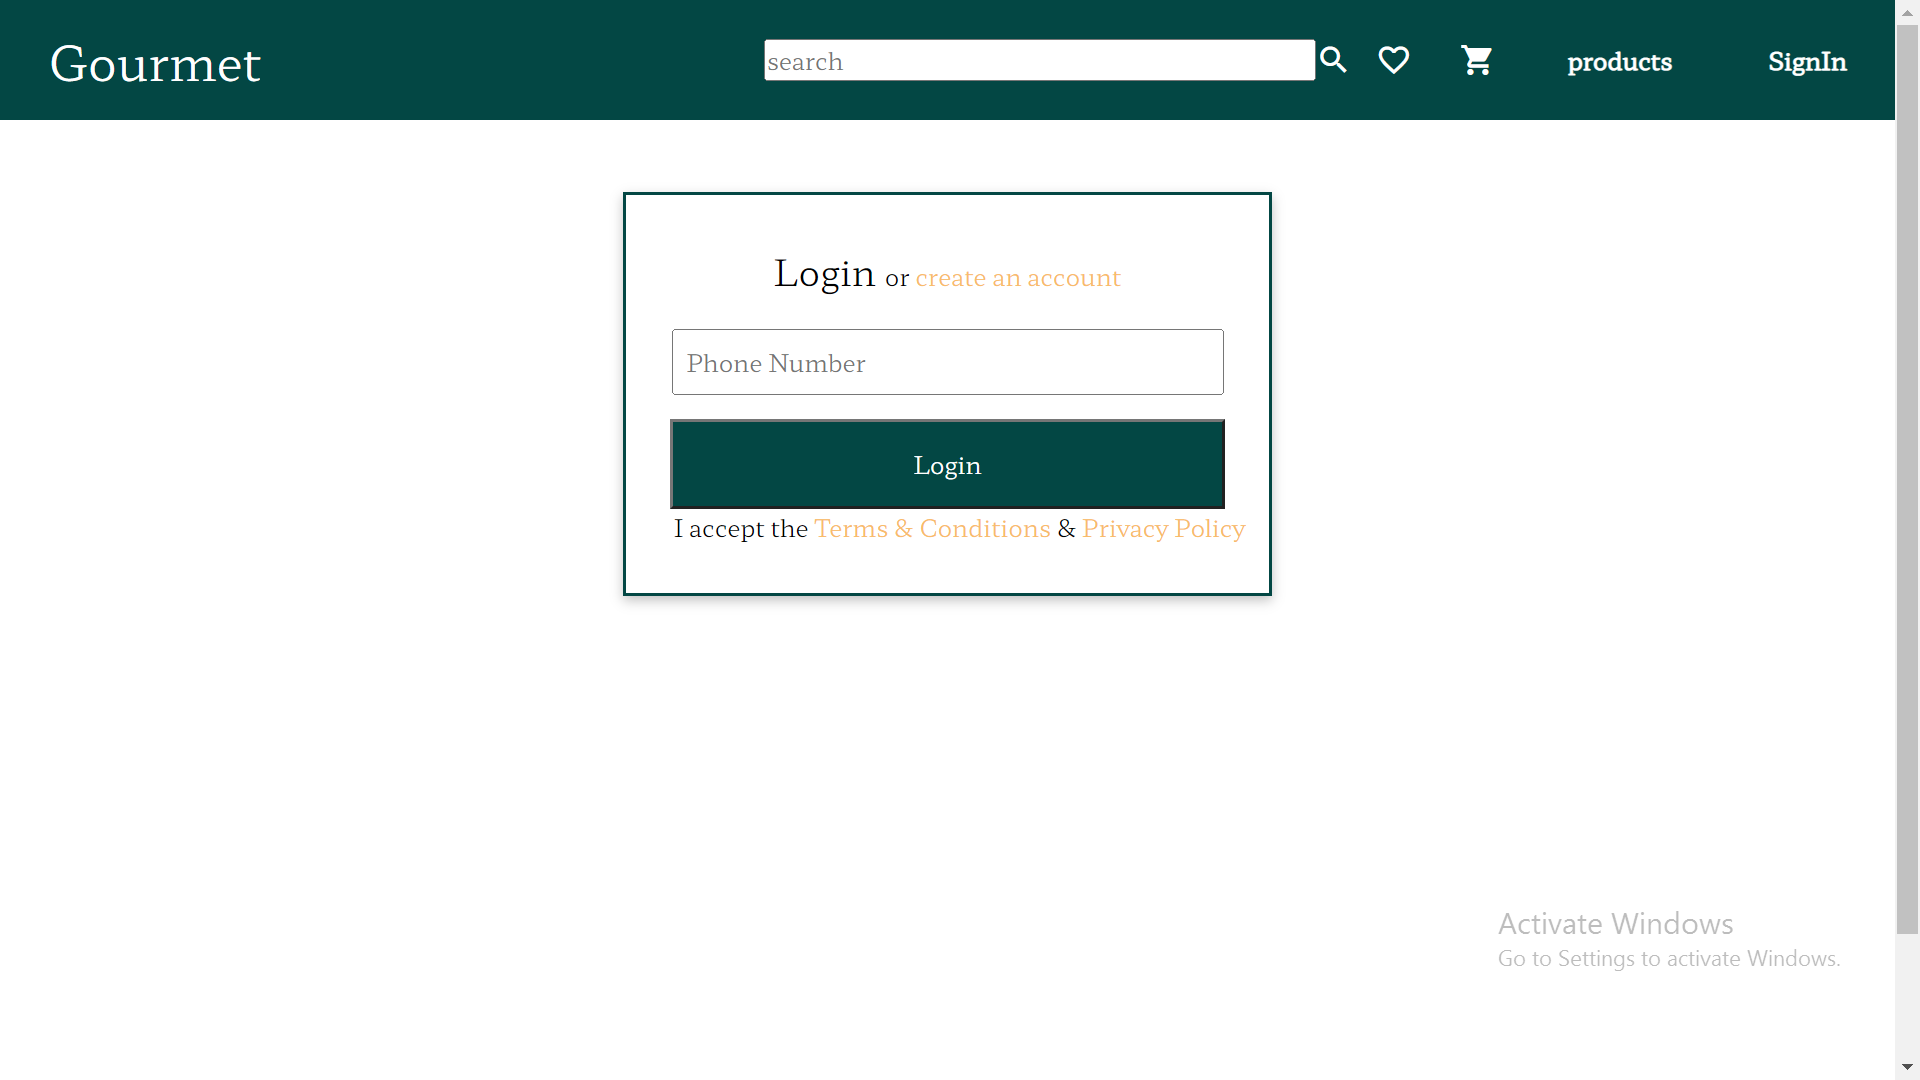 Gourmet
search
products
SignIn
Login or create an account
Phone Number
Login
I accept the Terms & Conditions & Privacy Policy
Activate Windows
Go to Settings to activate Windows.